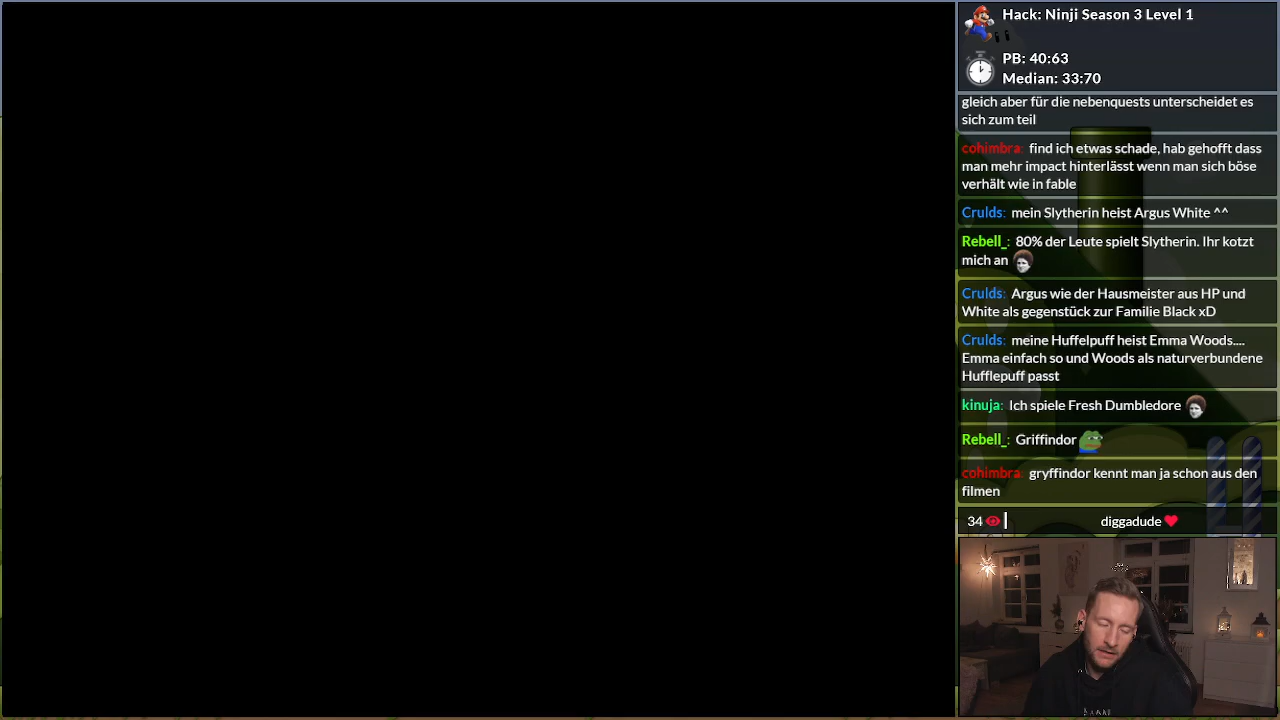 Hack: Ninji Season 3 Level 1
PB: 40:63
Median: 33:70
gleich aber für die nebenquests unterscheidet es
sich zum teil
cohimbra: find ich etwas schade, hab gehofft dass
man mehr impact hinterlässt wenn man sich böse
verhält wie in fable
Crulds: mein Slytherin heist Argus White ^^
Rebell_: 80% der Leute spielt Slytherin. Ihr kotzt
mich an
Crulds: Argus wie der Hausmeister aus HP und
White als gegenstück zur Familie Black xD
Crulds: meine Huffelpuff heist Emma Woods....
Emma einfach so und Woods als naturverbundene
Hufflepuff passt
kinuja: Ich spiele Fresh Dumbledore
Rebell_: Griffindor
cohimbra: gryffindor kennt man ja schon aus den
filmen
34
diggadude